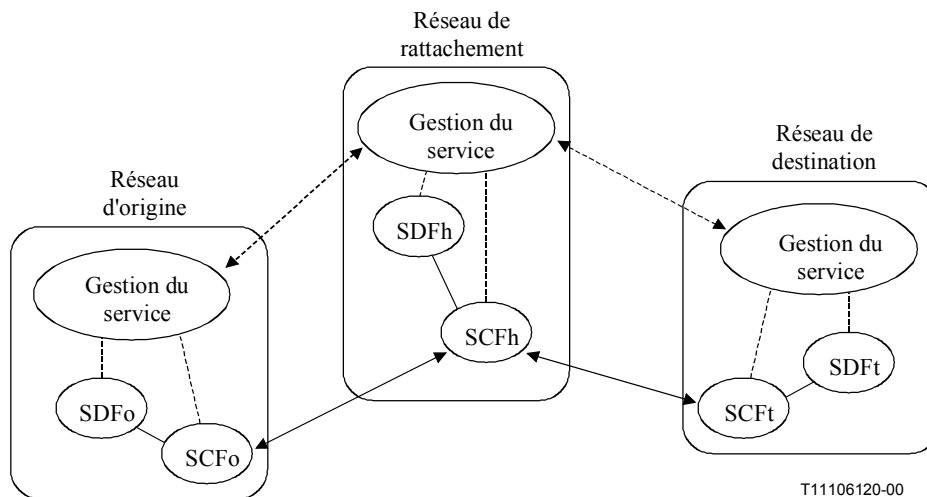 Réseau de
rattachement
Gestion du
service
SDFh
SCFh
Réseau
d'origine
Gestion du
service
SDFo
SCFo
Réseau de
destination
Gestion du
service
SDFt
SCFt
T11106120-00